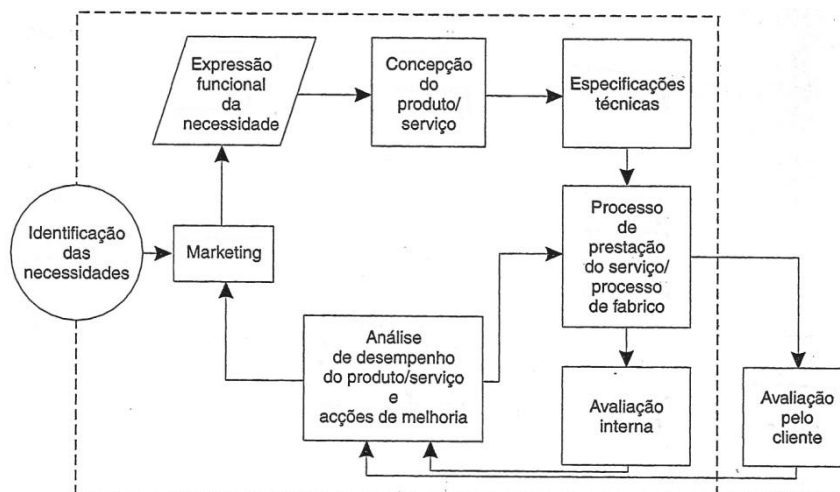 Expressão
funcional
da
necessidade
Concepção
do
produto/
serviço
Especificações
técnicas
Identificação
das
necessidades
Marketing
Processo
de
prestação
do serviço/
processo
de fabrico
Análise
de desempenho
do produto/serviço
e
acções de melhoria
Avaliação
interna
Avaliação
pelo
cliente